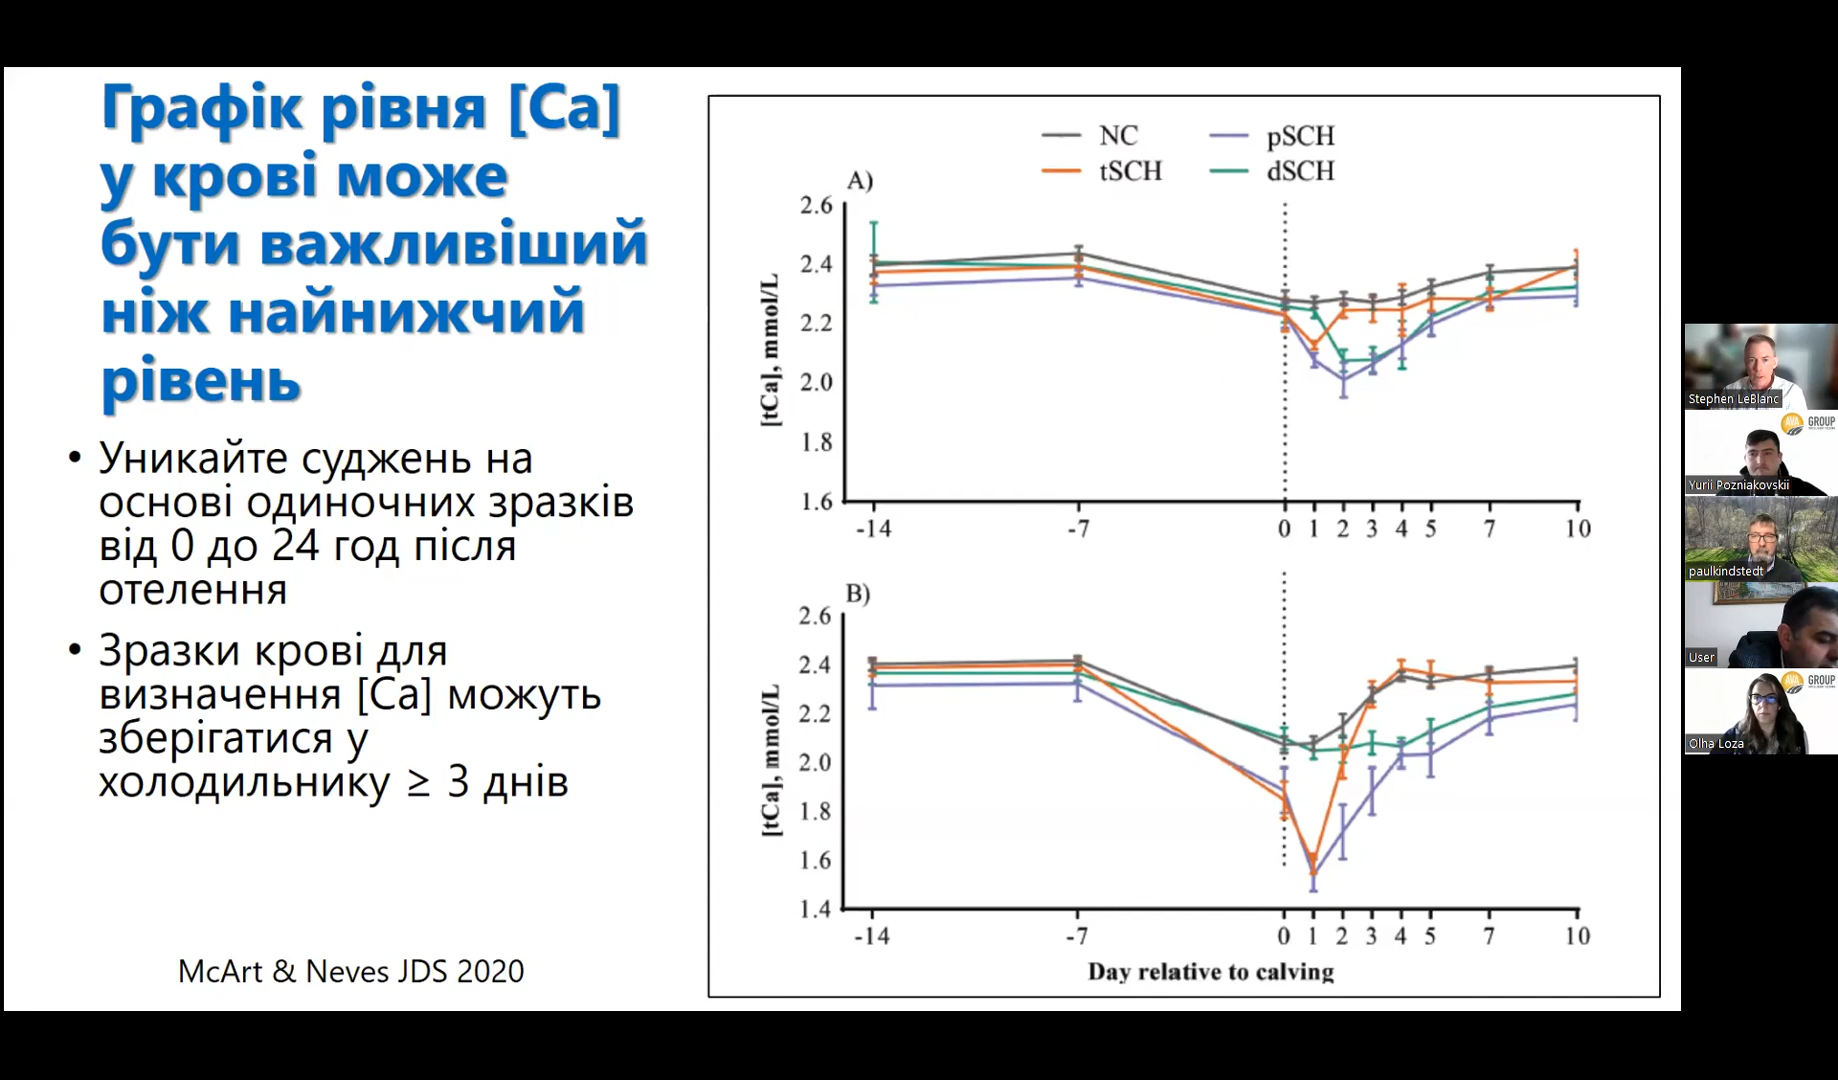 Графік рівня [Ca]
у крові може
бути важливіший
ніж найнижчий
рівень
• Уникайте суджень на
основі одиночних зразків
від 0 до 24 год після
отелення
• Зразки крові для
визначення [Ca] можуть
зберігатися у
холодильнику ≥ 3 днів
McArt & Neves JDS 2020
NC pSCH
tSCH dSCH
A)
[tCa], mmol/L
2.6
2.4
2.2
2.0
1.8
1.6
-14 -7 0 1 2 3 4 5 7 10
B)
[tCa], mmol/L
2.6
2.4
2.2
2.0
1.8
1.6
1.4
-14 -7 0 1 2 3 4 5 7 10
Day relative to calving
Stephen LeBlanc
AVA GROUP
Yurii Pozniakovskii
paulkindstedt
User
AVA GROUP
Olha Loza